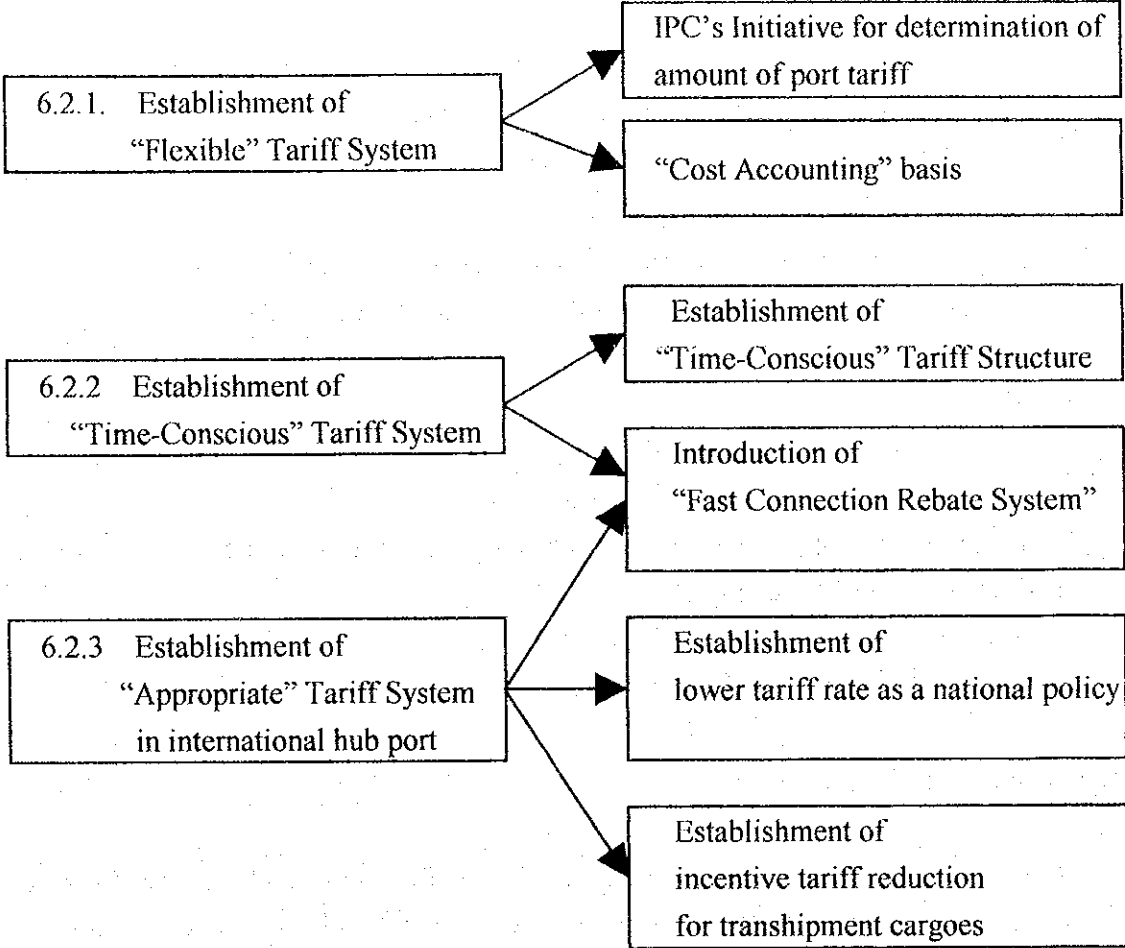 IPC's Initiative for determination of
amount of port tariff
6.2.1. Establishment of
“Flexible” Tariff System
“Cost Accounting” basis
Establishment of
“Time-Conscious” Tariff Structure
6.2.2 Establishment of
“Time-Conscious” Tariff System
Introduction of
“Fast Connection Rebate System”
6.2.3 Establishment of
“Appropriate” Tariff System
in international hub port
Establishment of
lower tariff rate as a national policy
Establishment of
incentive tariff reduction
for transhipment cargoes